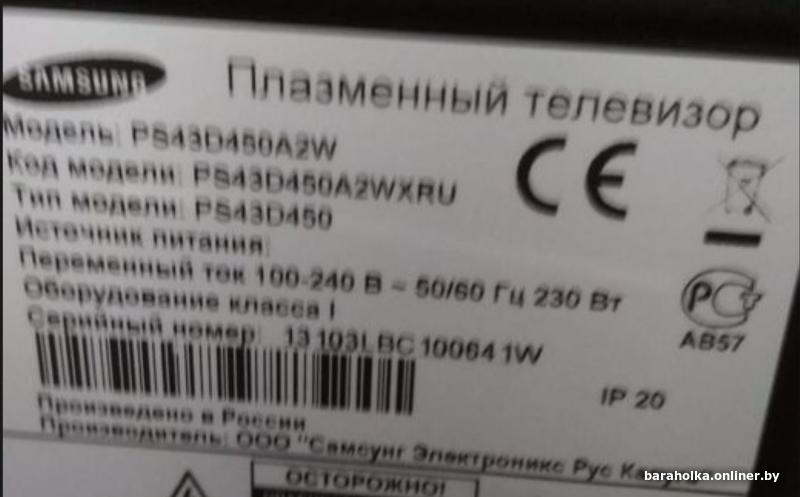 SAMSUNG Плазменный телевизор
Модель: PS43D450A2W
Код модели: PS43D450A2WXRU
Тип модели: PS43D450
Источник питания:
Переменный ток 100-240 В ~ 50/60 Гц 230 Вт
Оборудование класса I
Серийный номер: 13103LBC100641W
CE
PC
АВ57
IP 20
Произведено в России
Производитель: ООО "Самсунг Электроникс Рус
ОСТОРОЖНО!
baraholka.onliner.by